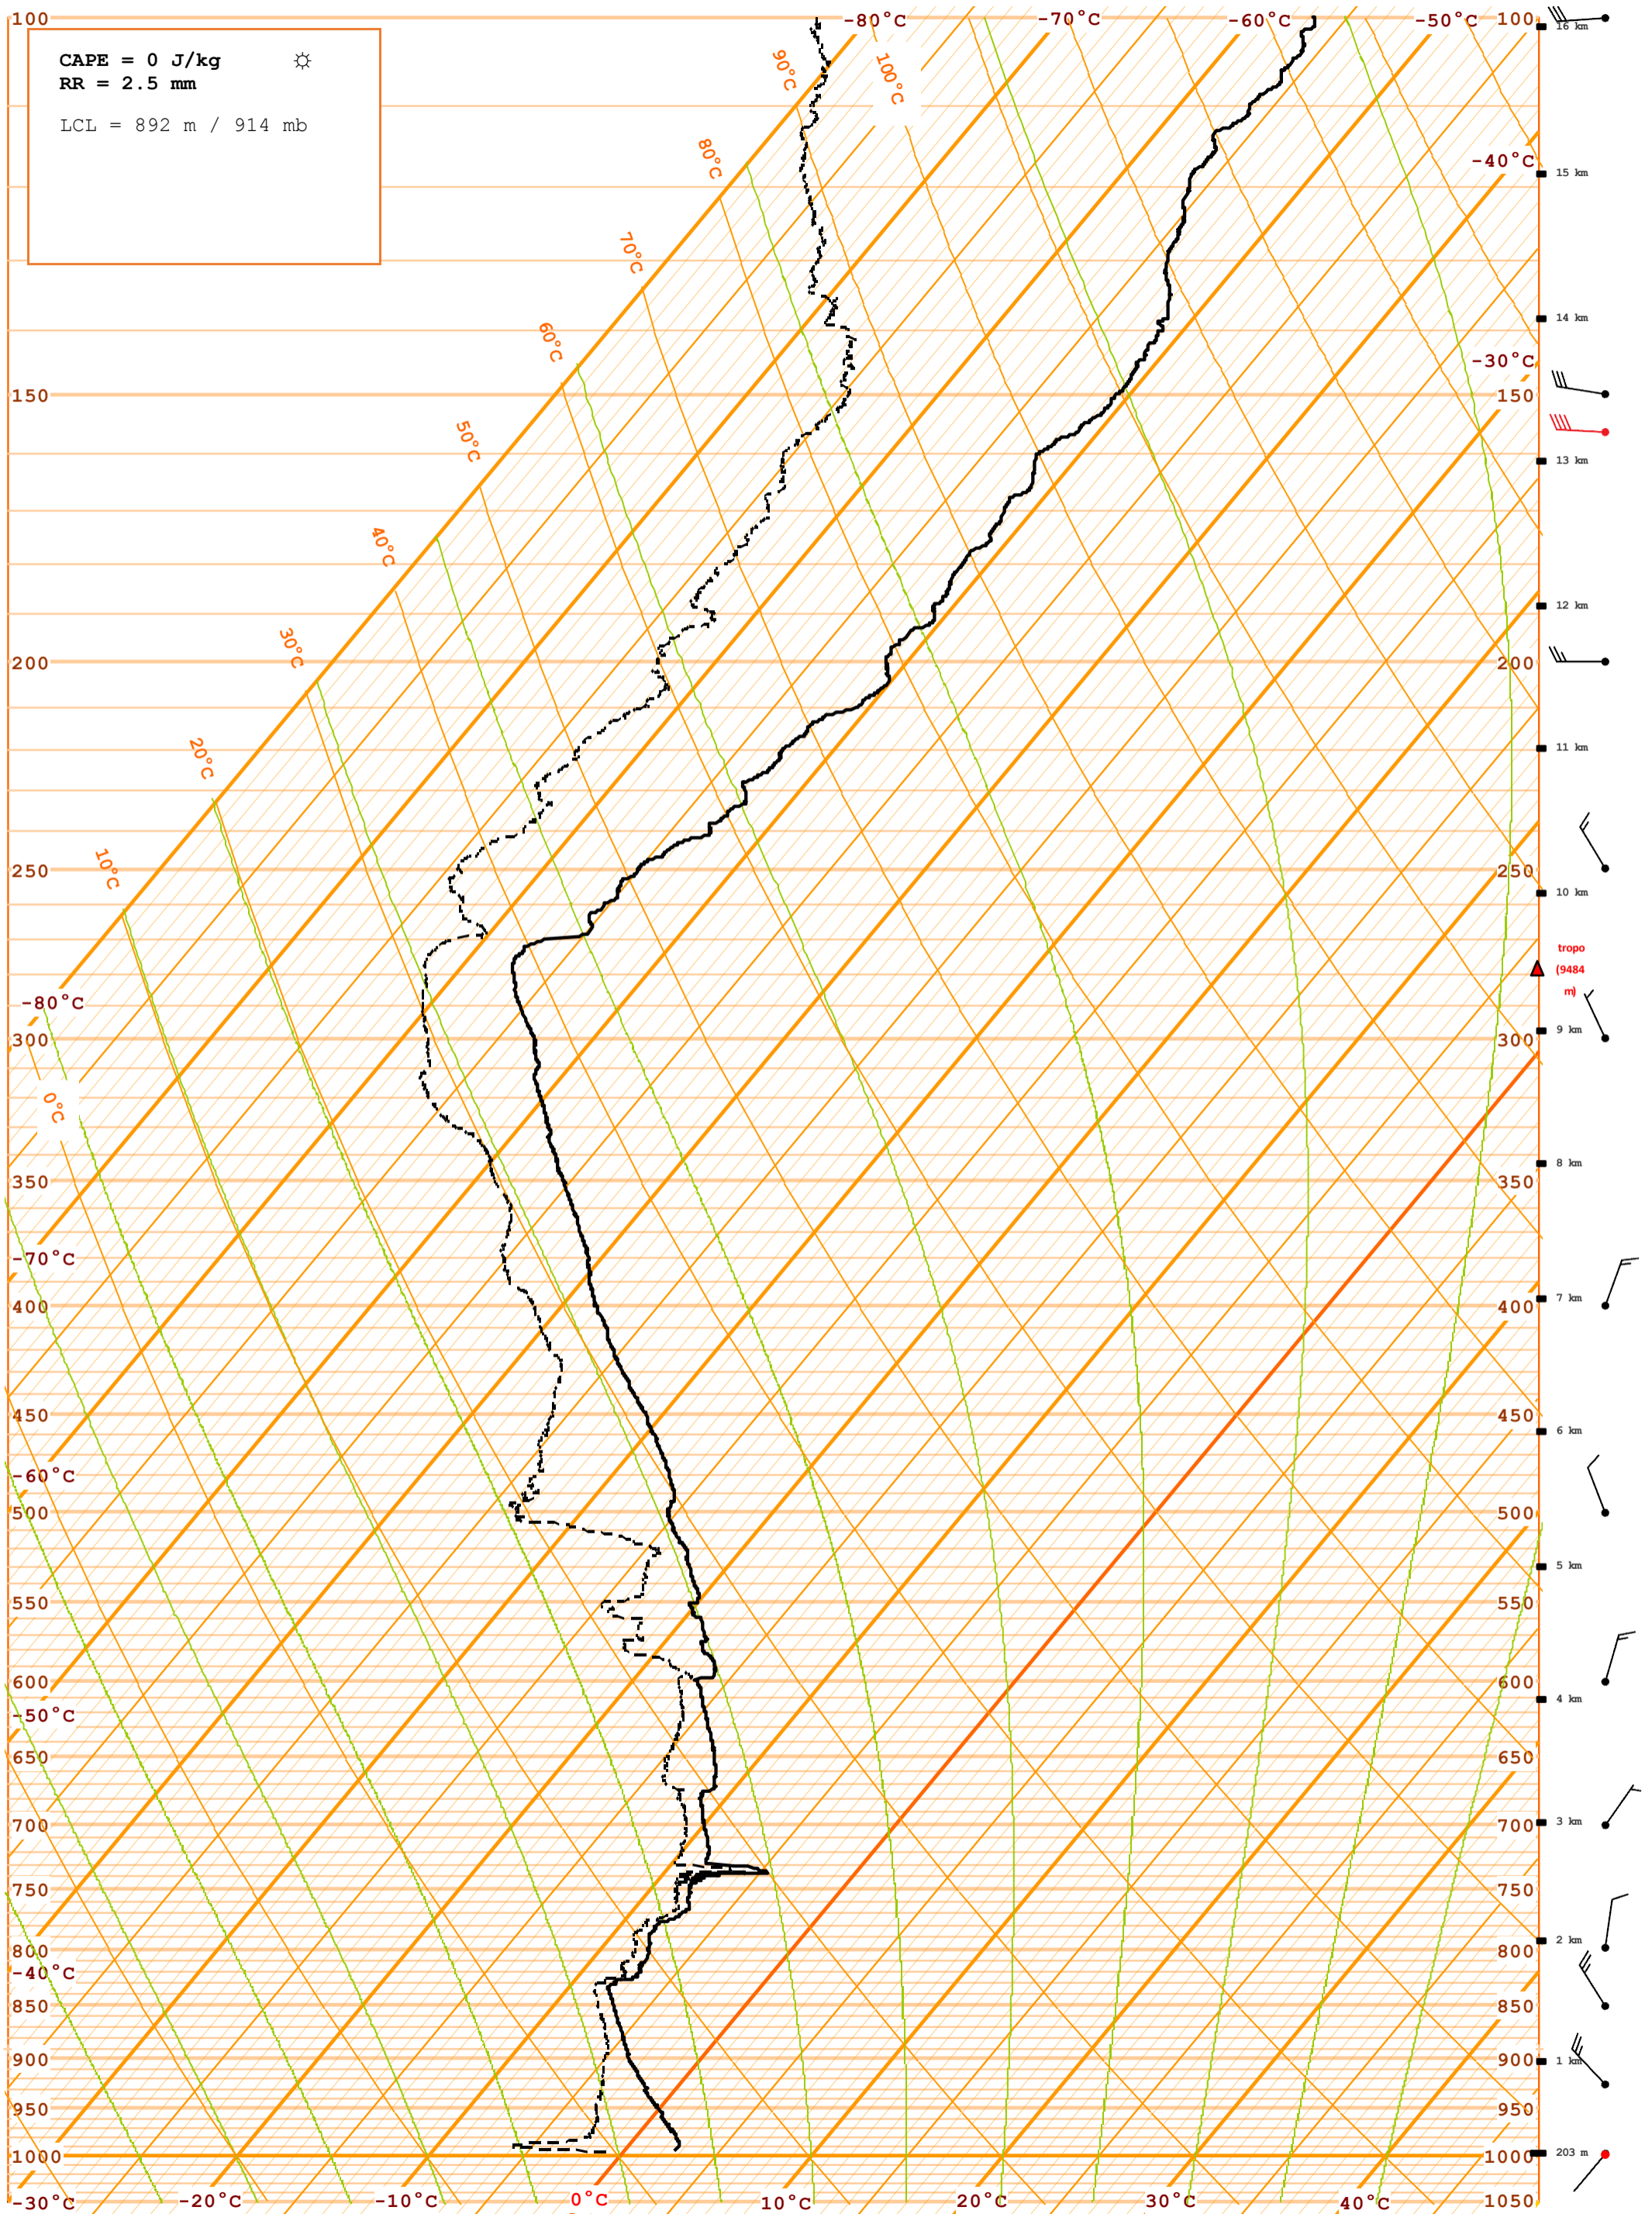 100 -80°C -70°C -60°C -50°C 100
16 km
CAPE = 0 J/kg ☼
RR = 2.5 mm
LCL = 892 m / 914 mb
90°C 100°C
80°C -40°C
15 km
70°C
14 km
60°C -30°C
150 150
50°C 13 km
40°C
12 km
30°C
200 200
20°C 11 km
10°C 250 250
10 km
tropo
(9484
m)
-80°C
9 km
300 300
0°C
8 km
350 350
-70°C
7 km
400 400
450 450
6 km
-60°C
500 500
5 km
550 550
600 600
4 km
-50°C
650 650
700 700 3 km
750 750
2 km
800 800
-40°C
850 850
900 900 1 km
950 950
1000 1000 203 m
-30°C -20°C -10°C 0°C 10°C 20°C 30°C 40°C 1050